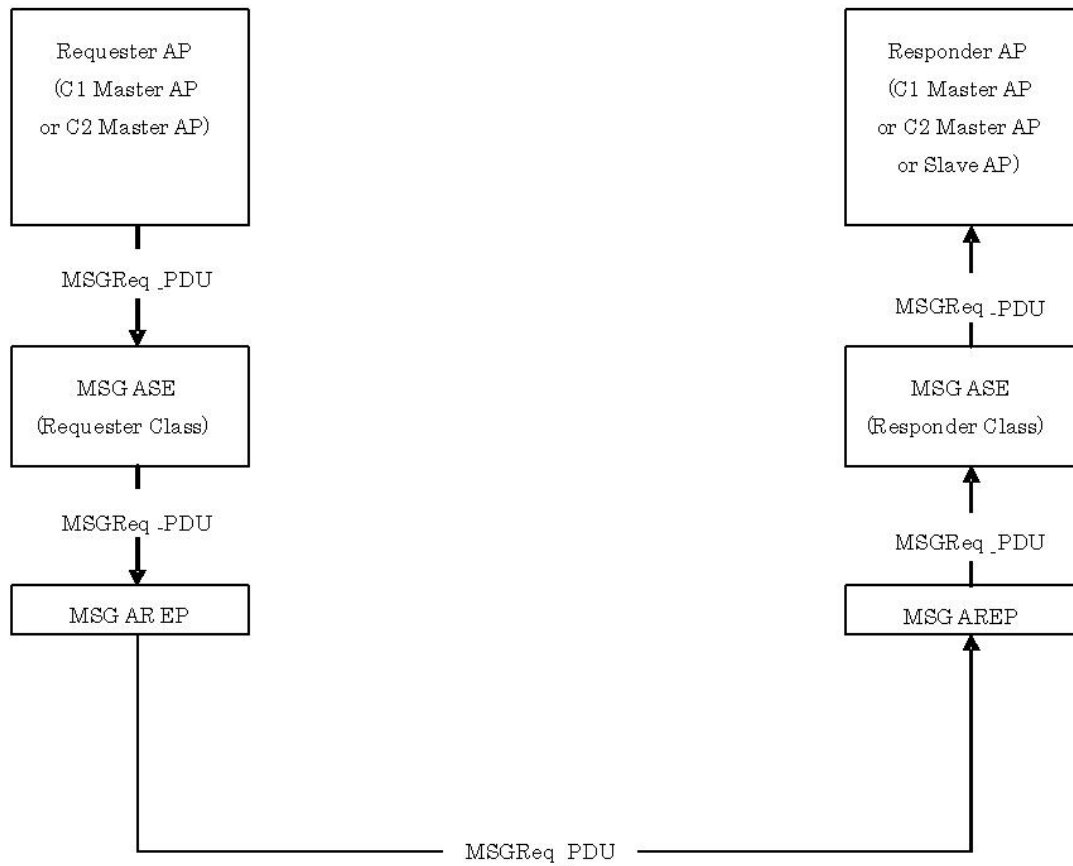 Requester AP
(C1 Master AP
or C2 Master AP)
MSGReq_PDU
MSG ASE
(Requester Class)
MSGReq_PDU
MSG AR EP
MSGReq PDU
Responder AP
(C1 Master AP
or C2 Master AP
or Slave AP)
MSGReq_PDU
MSG ASE
(Responder Class)
MSGReq_PDU
MSG AREP